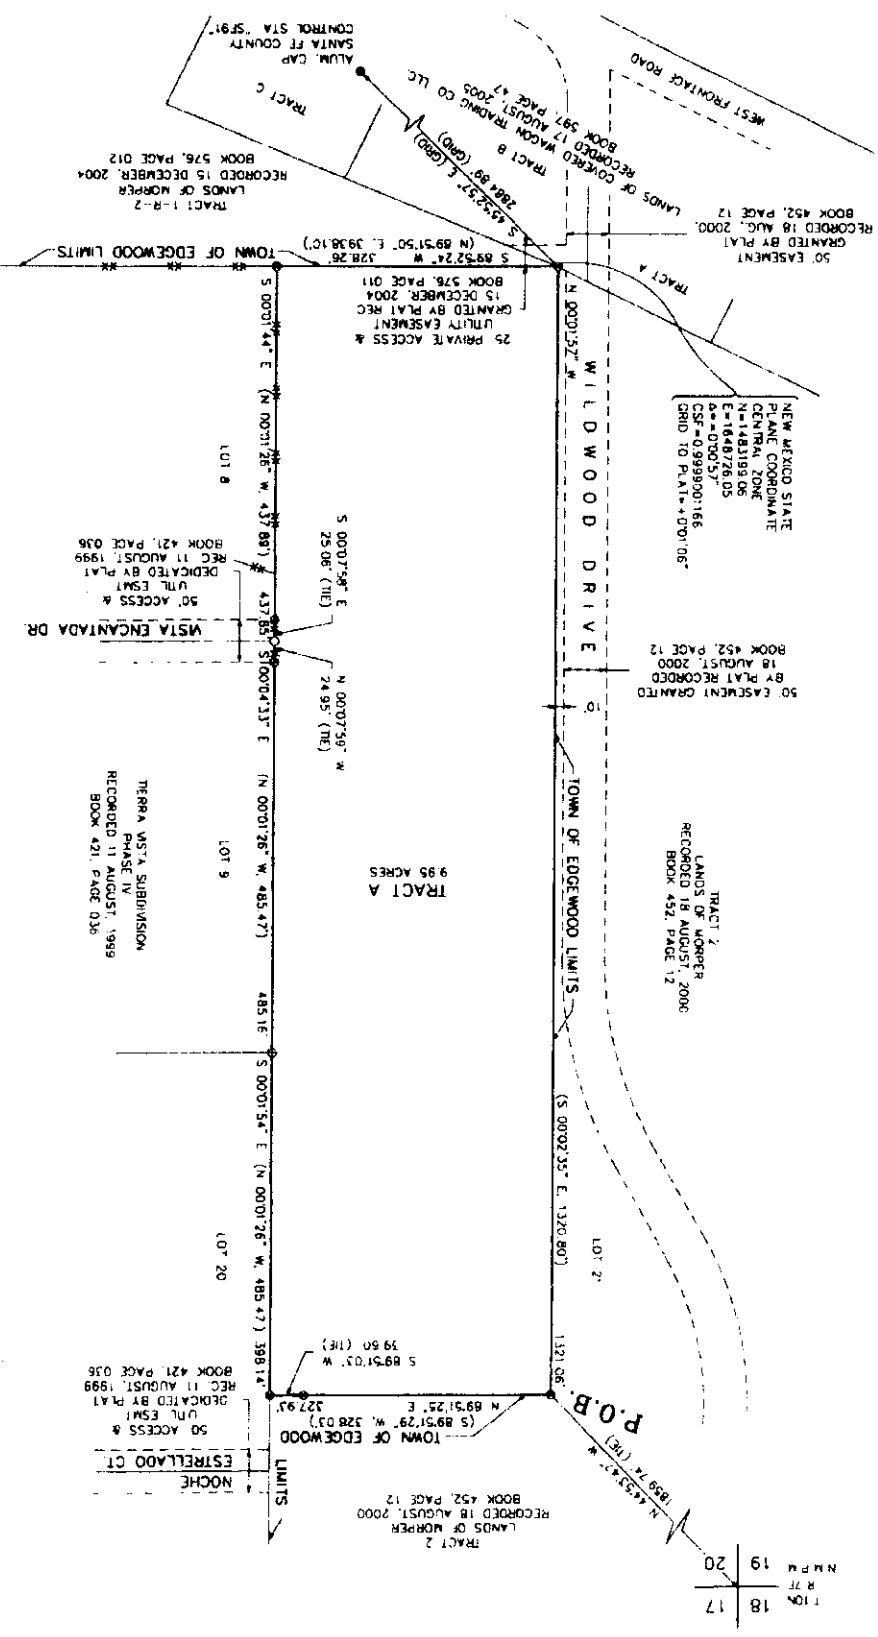 T 10N
R 7E
N M P M
18 17
19 20
N 44°53'47" W
1859.74' (TIE)
P.O.B.
TRACT 2
LANDS OF MORPER
RECORDED 18 AUGUST, 2000
BOOK 452, PAGE 12
LIMITS
NOCHE
ESTRELLADO CT.
50' ACCESS &
UTIL ESMT
DEDICATED BY PLAT
REC 11 AUGUST, 1999
BOOK 421, PAGE 036
TOWN OF EDGEWOOD
(S 89°51'29" W, 328.03')
N 89°51'25" E
327.93'
S 89°51'03" W
39.60 (TIE)
1321.06'
(S 00°02'35" E, 1320.80')
LOT 2'
S 00°01'54" E (N 00°01'26" W, 485.47') 398.14'
LOT 20
TRACT 2
LANDS OF MORPER
RECORDED 18 AUGUST, 2000
BOOK 452, PAGE 12
TOWN OF EDGEWOOD LIMITS
TRACT A
9.95 ACRES
S 00°04'33" E (N 00°01'26" W, 485.47') 485.16'
LOT 9
TIERRA VISTA SUBDIVISION
PHASE IV
RECORDED 11 AUGUST, 1999
BOOK 421, PAGE 036
10'
50' EASEMENT GRANTED
BY PLAT RECORDED
18 AUGUST, 2000
BOOK 452, PAGE 12
N 00°07'59" W
24.95' (TIE)
S 00°07'58" E
25.06' (TIE)
VISTA ENCANTADA DR.
50' ACCESS &
UTIL ESMT
DEDICATED BY PLAT
REC 11 AUGUST, 1999
BOOK 421, PAGE 036
WILDWOOD DRIVE
N 00°01'57" W
S 00°01'44" E (N 00°01'26" W, 437.89') 437.85'
LOT 8
NEW MEXICO STATE
PLANE COORDINATE
CENTRAL ZONE
N=1483199.06
E=1648726.05
Δ∝=-0°00'57"
CSF=0.9999001166
GRID TO PLAT= +0°01'06"
25' PRIVATE ACCESS &
UTILITY EASEMENT
GRANTED BY PLAT REC
15 DECEMBER, 2004
BOOK 576, PAGE 011
S 89°52'24" W 328.26'
(N 89°51'50" E, 3938.10')
TOWN OF EDGEWOOD LIMITS
TRACT A
50' EASEMENT
GRANTED BY PLAT
RECORDED 18 AUG, 2000,
BOOK 452, PAGE 12
S 45°52'57" E (GRID)
2884.89' (GRID)
TRACT 1-R-2
LANDS OF MORPER
RECORDED 15 DECEMBER, 2004
BOOK 576, PAGE 012
TRACT B
LANDS OF COVERED WAGON TRADING CO LLC.
RECORDED 17 AUGUST, 2005
BOOK 597, PAGE 47
WEST FRONTAGE ROAD
TRACT C
ALUM. CAP
SANTA FE COUNTY
CONTROL STA "SF91"